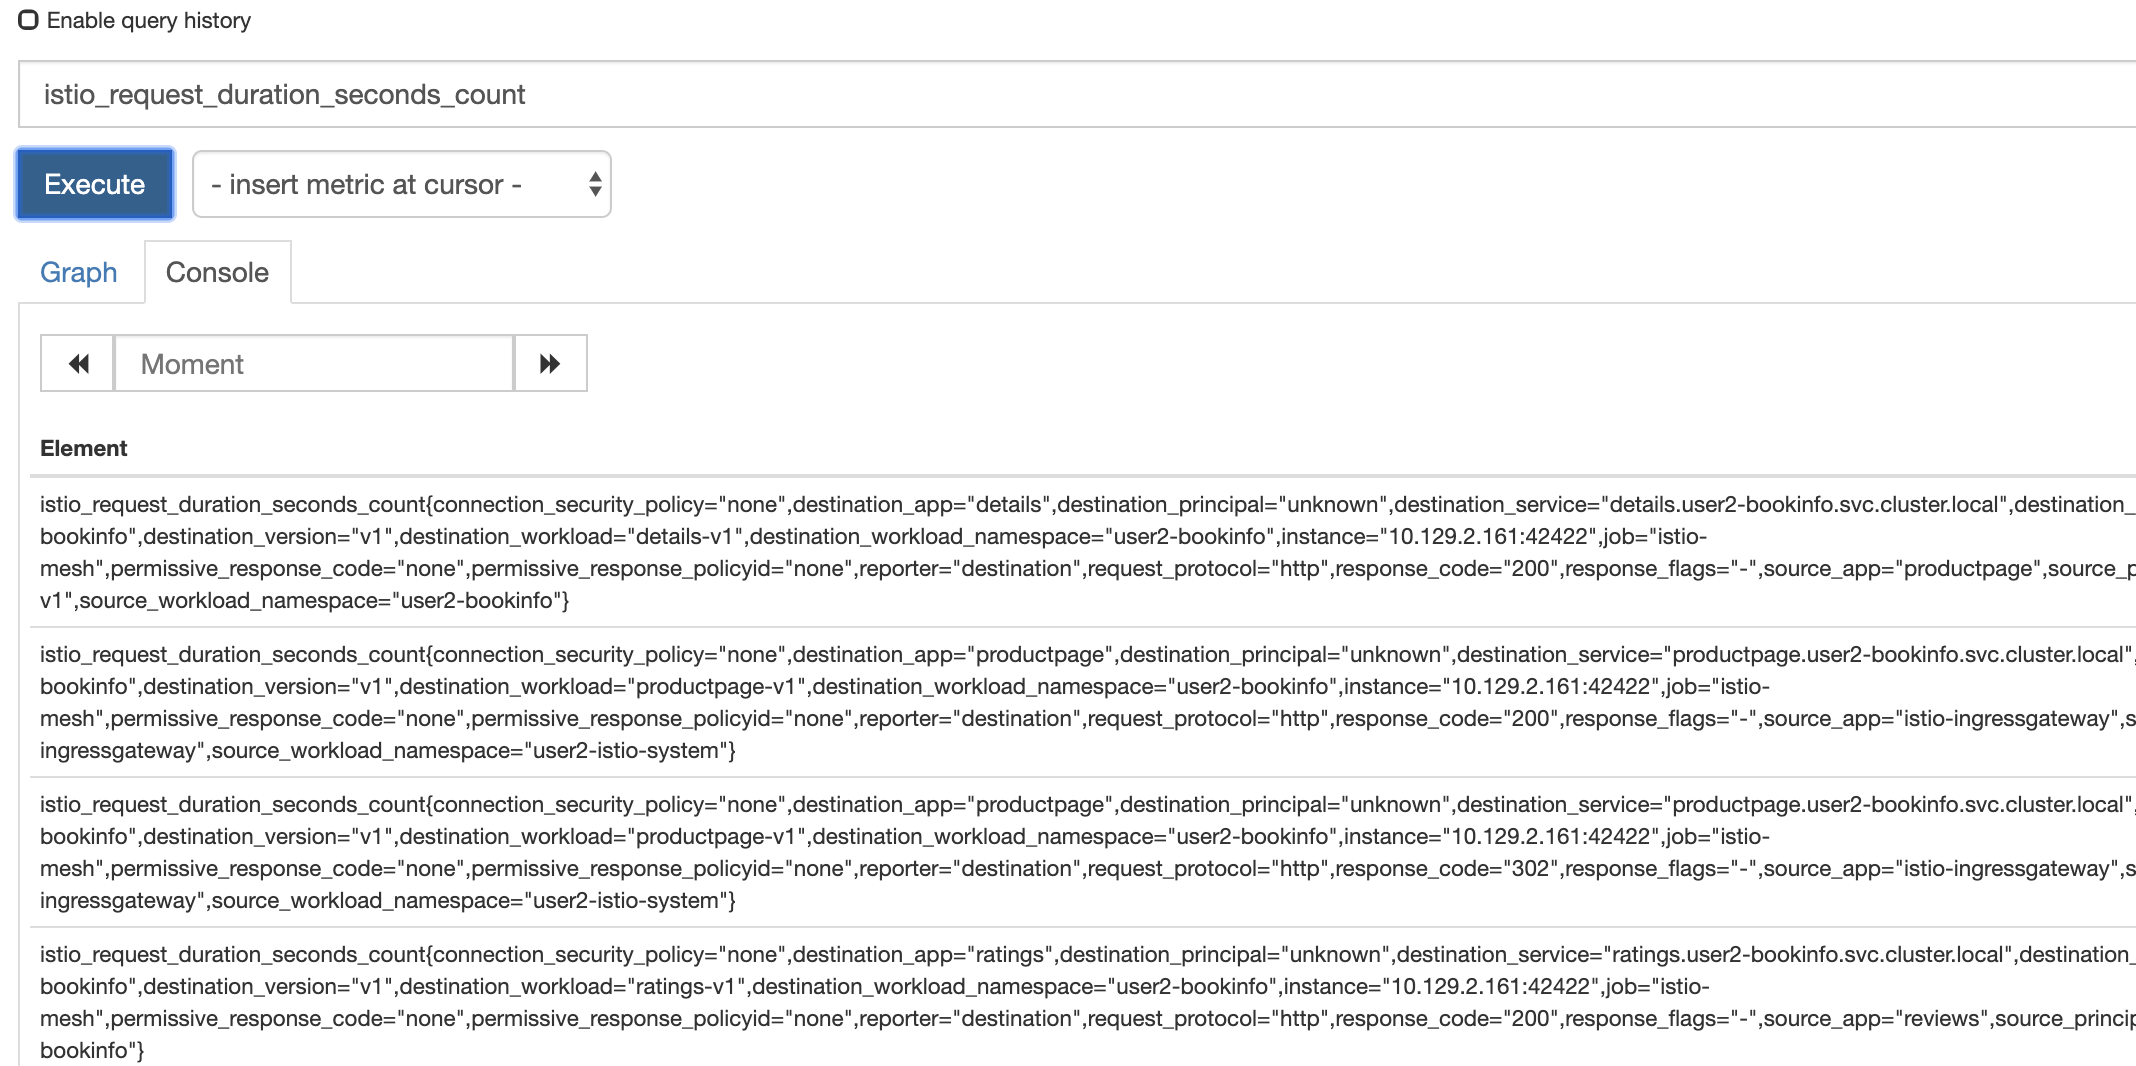 Enable query history
istio_request_duration_seconds_count
Execute
- insert metric at cursor -
Graph
Console
Moment
Element
istio_request_duration_seconds_count{connection_security_policy="none",destination_app="details",destination_principal="unknown",destination_service="details.user2-bookinfo.svc.cluster.local",destination_
bookinfo",destination_version="v1",destination_workload="details-v1",destination_workload_namespace="user2-bookinfo",instance="10.129.2.161:42422",job="istio-
mesh",permissive_response_code="none",permissive_response_policyid="none",reporter="destination",request_protocol="http",response_code="200",response_flags="-",source_app="productpage",source_p
v1",source_workload_namespace="user2-bookinfo"}
istio_request_duration_seconds_count{connection_security_policy="none",destination_app="productpage",destination_principal="unknown",destination_service="productpage.user2-bookinfo.svc.cluster.local",
bookinfo",destination_version="v1",destination_workload="productpage-v1",destination_workload_namespace="user2-bookinfo",instance="10.129.2.161:42422",job="istio-
mesh",permissive_response_code="none",permissive_response_policyid="none",reporter="destination",request_protocol="http",response_code="200",response_flags="-",source_app="istio-ingressgateway",s
ingressgateway",source_workload_namespace="user2-istio-system"}
istio_request_duration_seconds_count{connection_security_policy="none",destination_app="productpage",destination_principal="unknown",destination_service="productpage.user2-bookinfo.svc.cluster.local",
bookinfo",destination_version="v1",destination_workload="productpage-v1",destination_workload_namespace="user2-bookinfo",instance="10.129.2.161:42422",job="istio-
mesh",permissive_response_code="none",permissive_response_policyid="none",reporter="destination",request_protocol="http",response_code="302",response_flags="-",source_app="istio-ingressgateway",s
ingressgateway",source_workload_namespace="user2-istio-system"}
istio_request_duration_seconds_count{connection_security_policy="none",destination_app="ratings",destination_principal="unknown",destination_service="ratings.user2-bookinfo.svc.cluster.local",destination_
bookinfo",destination_version="v1",destination_workload="ratings-v1",destination_workload_namespace="user2-bookinfo",instance="10.129.2.161:42422",job="istio-
mesh",permissive_response_code="none",permissive_response_policyid="none",reporter="destination",request_protocol="http",response_code="200",response_flags="-",source_app="reviews",source_princip
bookinfo"}